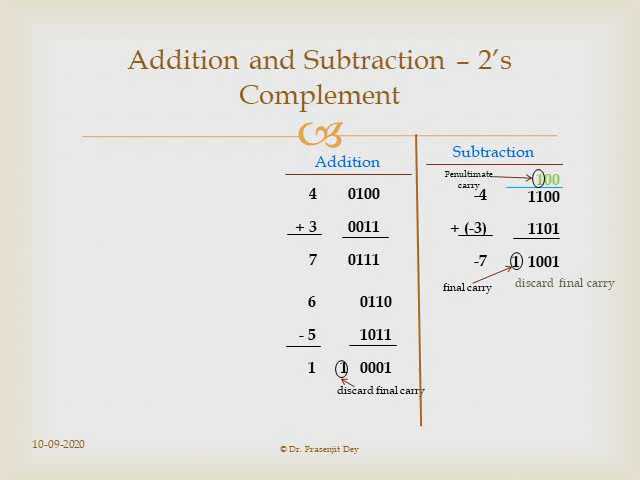 Addition and Subtraction – 2’s
Complement
Addition
4 0100
+ 3 0011
7 0111
6 0110
- 5 1011
1 1 0001
discard final carry
Subtraction
Penultimate
carry
100
-4 1100
+ (-3) 1101
-7 1 1001
final carry
discard final carry
10-09-2020
© Dr. Prasenjit Dey